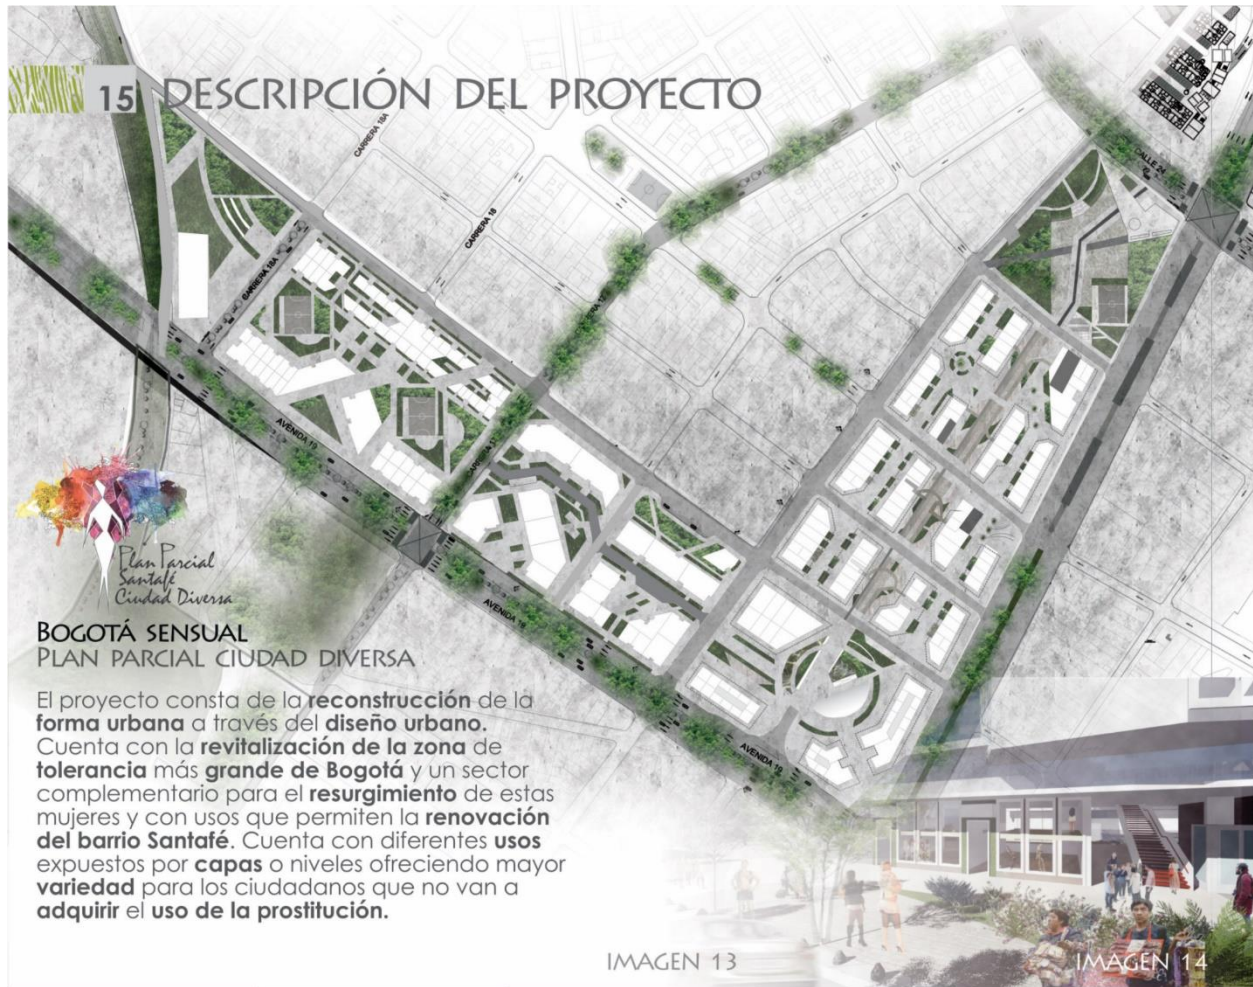 15 DESCRIPCIÓN DEL PROYECTO
CARRERA 18A
CALLE 24
CARRERA 18
CARRERA 18A
CARRERA 17
CARRERA 17
AVENIDA 19
Plan Parcial
Santafé
Ciudad Diversa
AVENIDA 19
AVENIDA 19
BOGOTÁ SENSUAL
PLAN PARCIAL CIUDAD DIVERSA
El proyecto consta de la reconstrucción de la
forma urbana a través del diseño urbano.
Cuenta con la revitalización de la zona de
tolerancia más grande de Bogotá y un sector
complementario para el resurgimiento de estas
mujeres y con usos que permiten la renovación
del barrio Santafé. Cuenta con diferentes usos
expuestos por capas o niveles ofreciendo mayor
variedad para los ciudadanos que no van a
adquirir el uso de la prostitución.
IMAGEN 13
IMAGEN 14